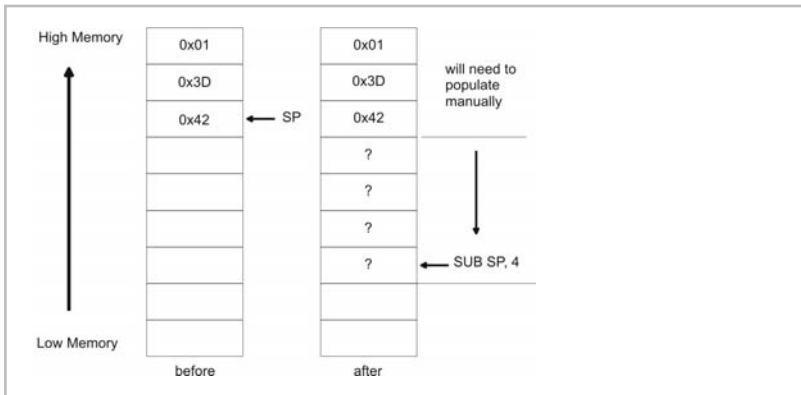 High Memory
0x01
0x01
0x3D
0x3D
will need to
populate
manually
0x42
SP
0x42
?
?
?
?
SUB SP, 4
Low Memory
before
after